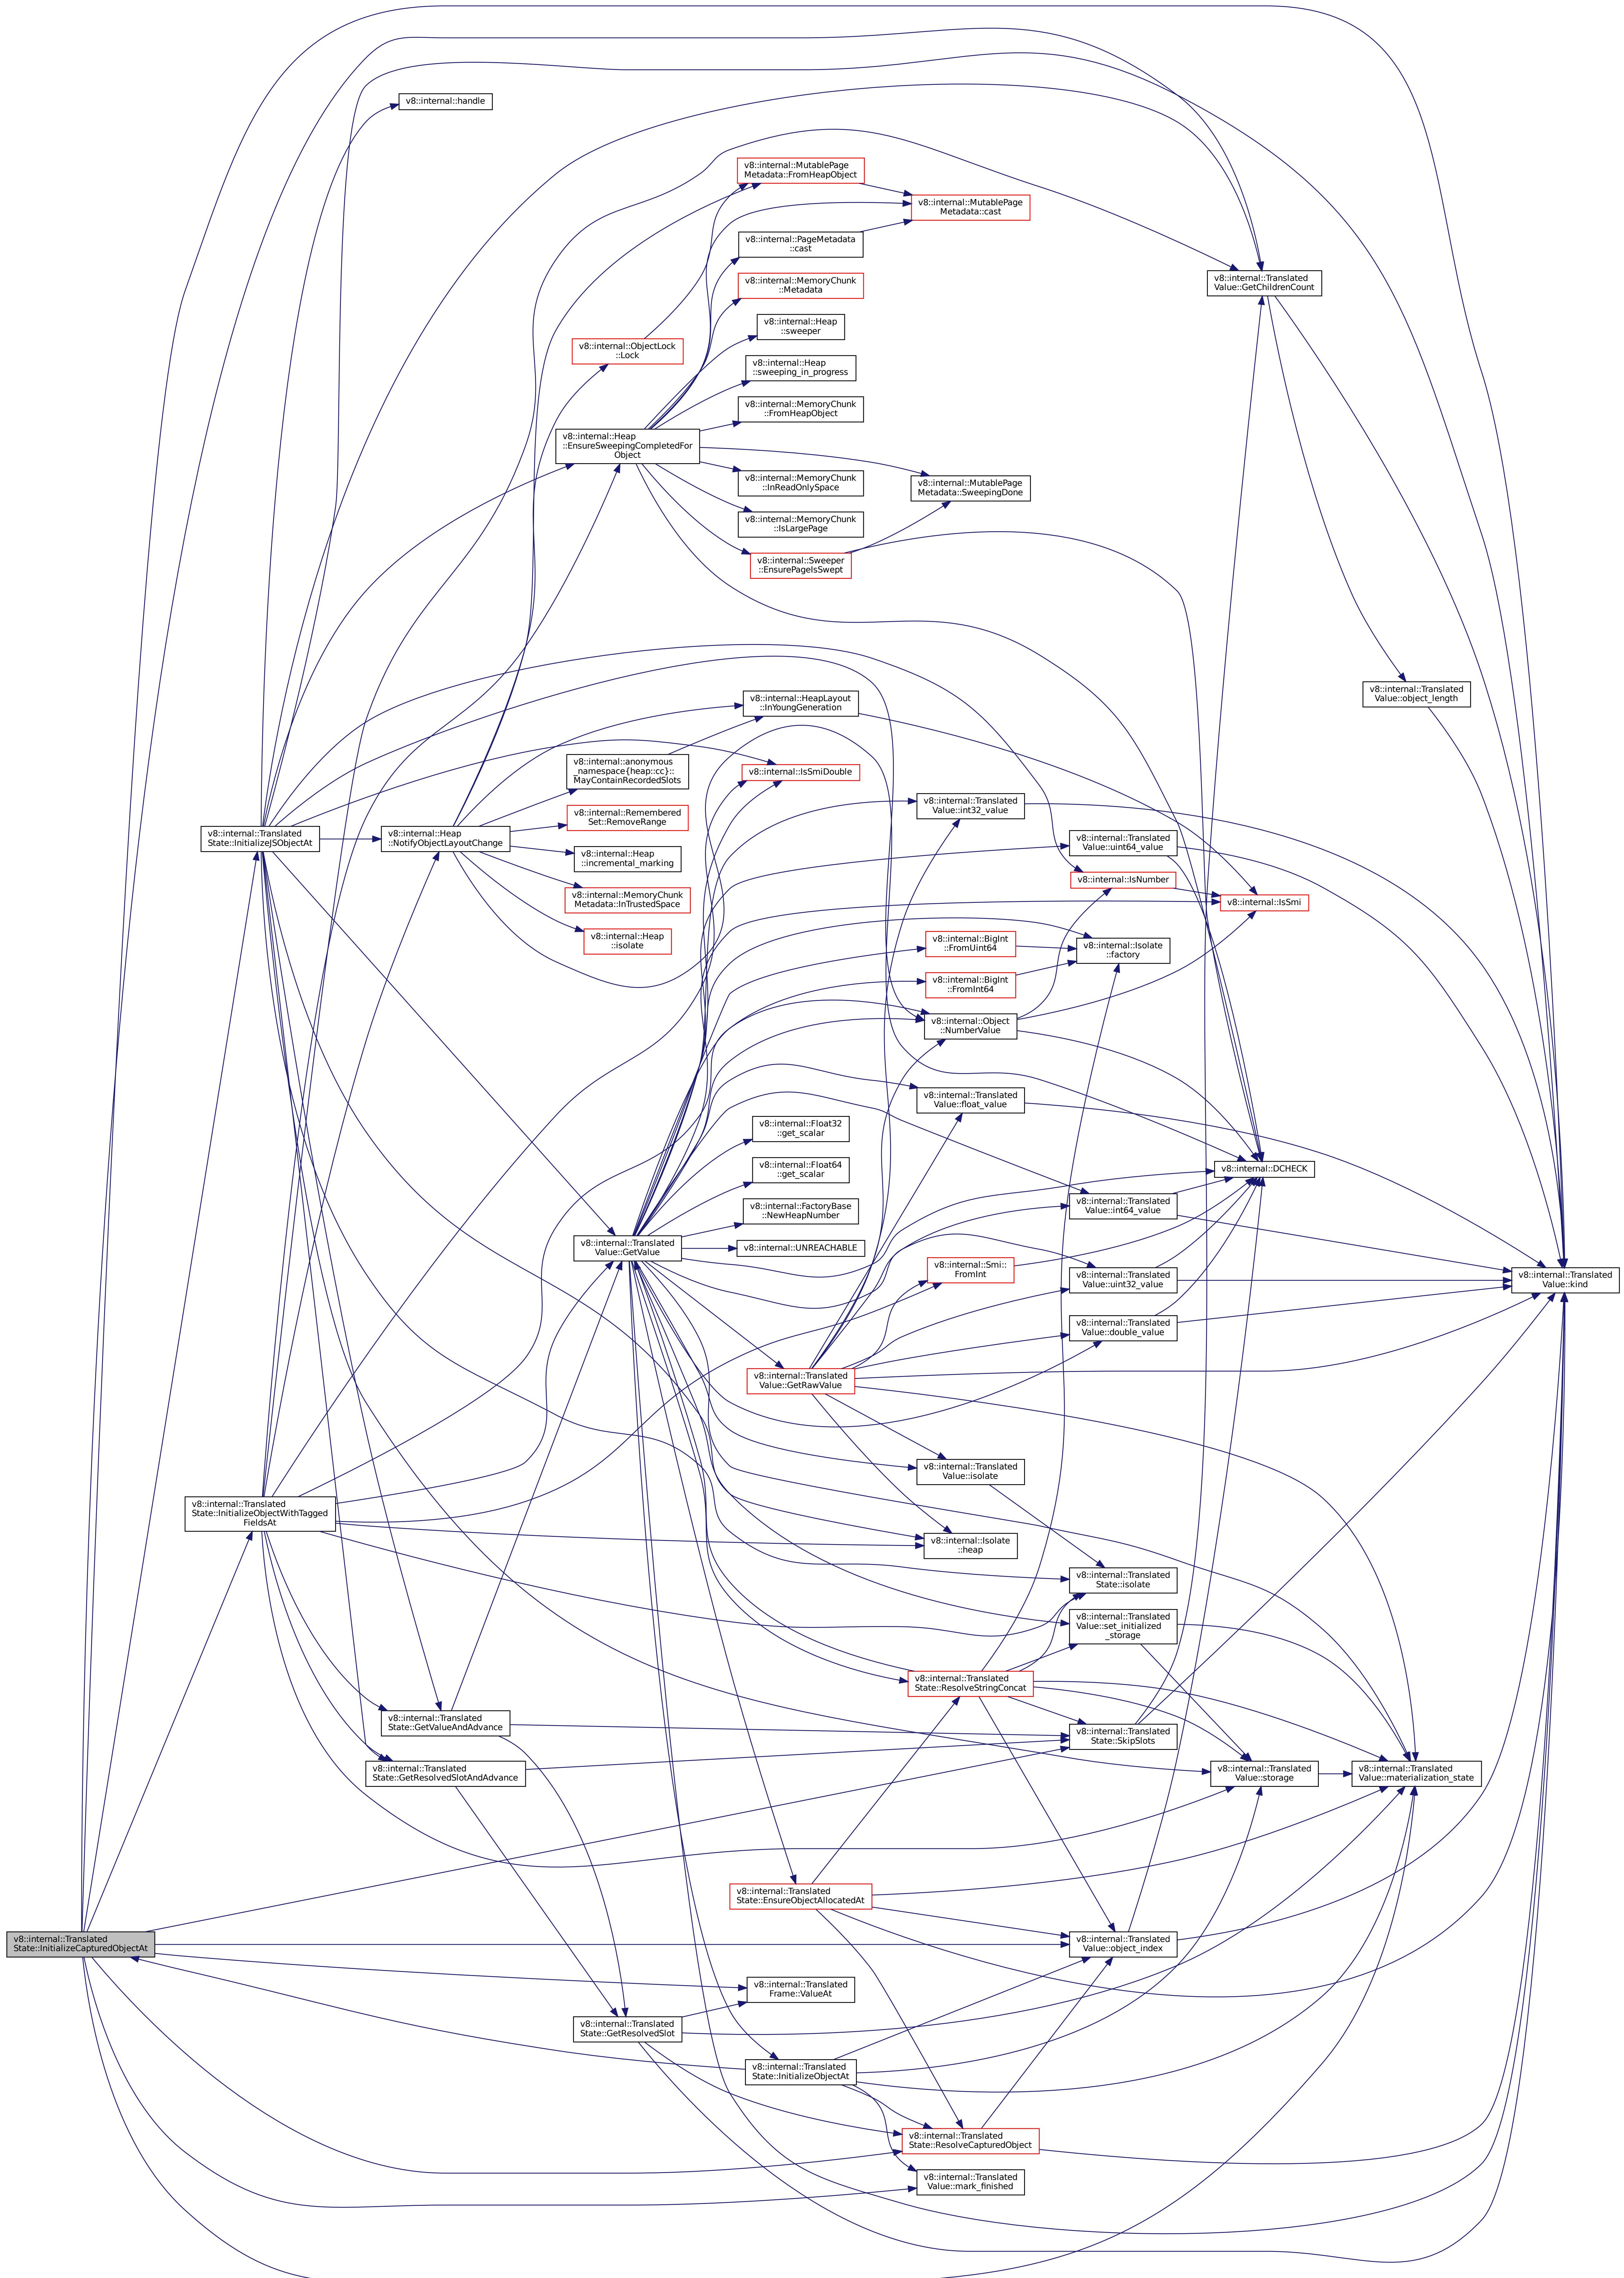 v8::internal::handle
v8::internal::MutablePage
Metadata::FromHeapObject
v8::internal::MutablePage
Metadata::cast
v8::internal::PageMetadata
::cast
v8::internal::MemoryChunk
::Metadata
v8::internal::Translated
Value::GetChildrenCount
v8::internal::Heap
::sweeper
v8::internal::ObjectLock
::Lock
v8::internal::Heap
::sweeping_in_progress
v8::internal::MemoryChunk
::FromHeapObject
v8::internal::Heap
::EnsureSweepingCompletedFor
Object
v8::internal::MemoryChunk
::InReadOnlySpace
v8::internal::MutablePage
Metadata::SweepingDone
v8::internal::MemoryChunk
::IsLargePage
v8::internal::Sweeper
::EnsurePageIsSwept
v8::internal::Translated
Value::object_length
v8::internal::HeapLayout
::InYoungGeneration
v8::internal::anonymous
_namespace{heap::cc}::
MayContainRecordedSlots
v8::internal::IsSmiDouble
v8::internal::Translated
Value::int32_value
v8::internal::Remembered
Set::RemoveRange
v8::internal::Translated
State::InitializeJSObjectAt
v8::internal::Heap
::NotifyObjectLayoutChange
v8::internal::Translated
Value::uint64_value
v8::internal::Heap
::incremental_marking
v8::internal::IsNumber
v8::internal::MemoryChunk
Metadata::InTrustedSpace
v8::internal::IsSmi
v8::internal::Heap
::isolate
v8::internal::BigInt
::FromUint64
v8::internal::Isolate
::factory
v8::internal::BigInt
::FromInt64
v8::internal::Object
::NumberValue
v8::internal::Translated
Value::float_value
v8::internal::Float32
::get_scalar
v8::internal::Float64
::get_scalar
v8::internal::DCHECK
v8::internal::FactoryBase
::NewHeapNumber
v8::internal::Translated
Value::int64_value
v8::internal::Translated
Value::GetValue
v8::internal::UNREACHABLE
v8::internal::Smi::
FromInt
v8::internal::Translated
Value::uint32_value
v8::internal::Translated
Value::kind
v8::internal::Translated
Value::double_value
v8::internal::Translated
Value::GetRawValue
v8::internal::Translated
Value::isolate
v8::internal::Translated
State::InitializeObjectWithTagged
FieldsAt
v8::internal::Isolate
::heap
v8::internal::Translated
State::isolate
v8::internal::Translated
Value::set_initialized
_storage
v8::internal::Translated
State::ResolveStringConcat
v8::internal::Translated
State::GetValueAndAdvance
v8::internal::Translated
State::SkipSlots
v8::internal::Translated
State::GetResolvedSlotAndAdvance
v8::internal::Translated
Value::storage
v8::internal::Translated
Value::materialization_state
v8::internal::Translated
State::EnsureObjectAllocatedAt
v8::internal::Translated
State::InitializeCapturedObjectAt
v8::internal::Translated
Value::object_index
v8::internal::Translated
Frame::ValueAt
v8::internal::Translated
State::GetResolvedSlot
v8::internal::Translated
State::InitializeObjectAt
v8::internal::Translated
State::ResolveCapturedObject
v8::internal::Translated
Value::mark_finished